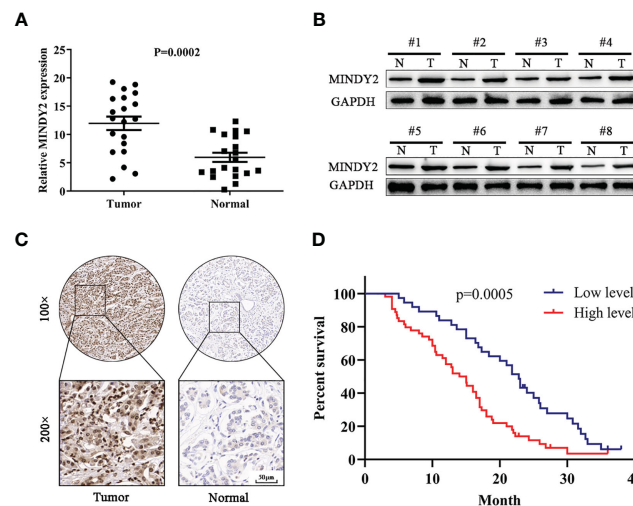 A
P=0.0002
Relative MINDY2 expression
25
20
15
10
5
0
Tumor Normal
B
#1 #2 #3 #4
N T N T N T N T
MINDY2
GAPDH
#5 #6 #7 #8
N T N T N T N T
MINDY2
GAPDH
C
100×
200×
50μm
Tumor Normal
D
p=0.0005
Low level
High level
Percent survival
100
80
60
40
20
0
0 10 20 30
Month